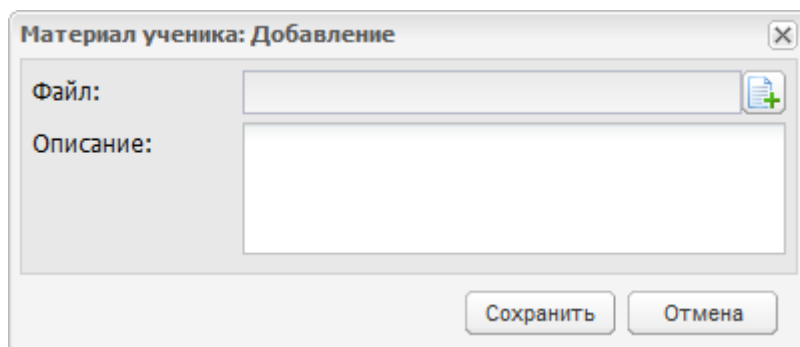 Материал ученика: Добавление
Файл:
Описание:
Сохранить Отмена